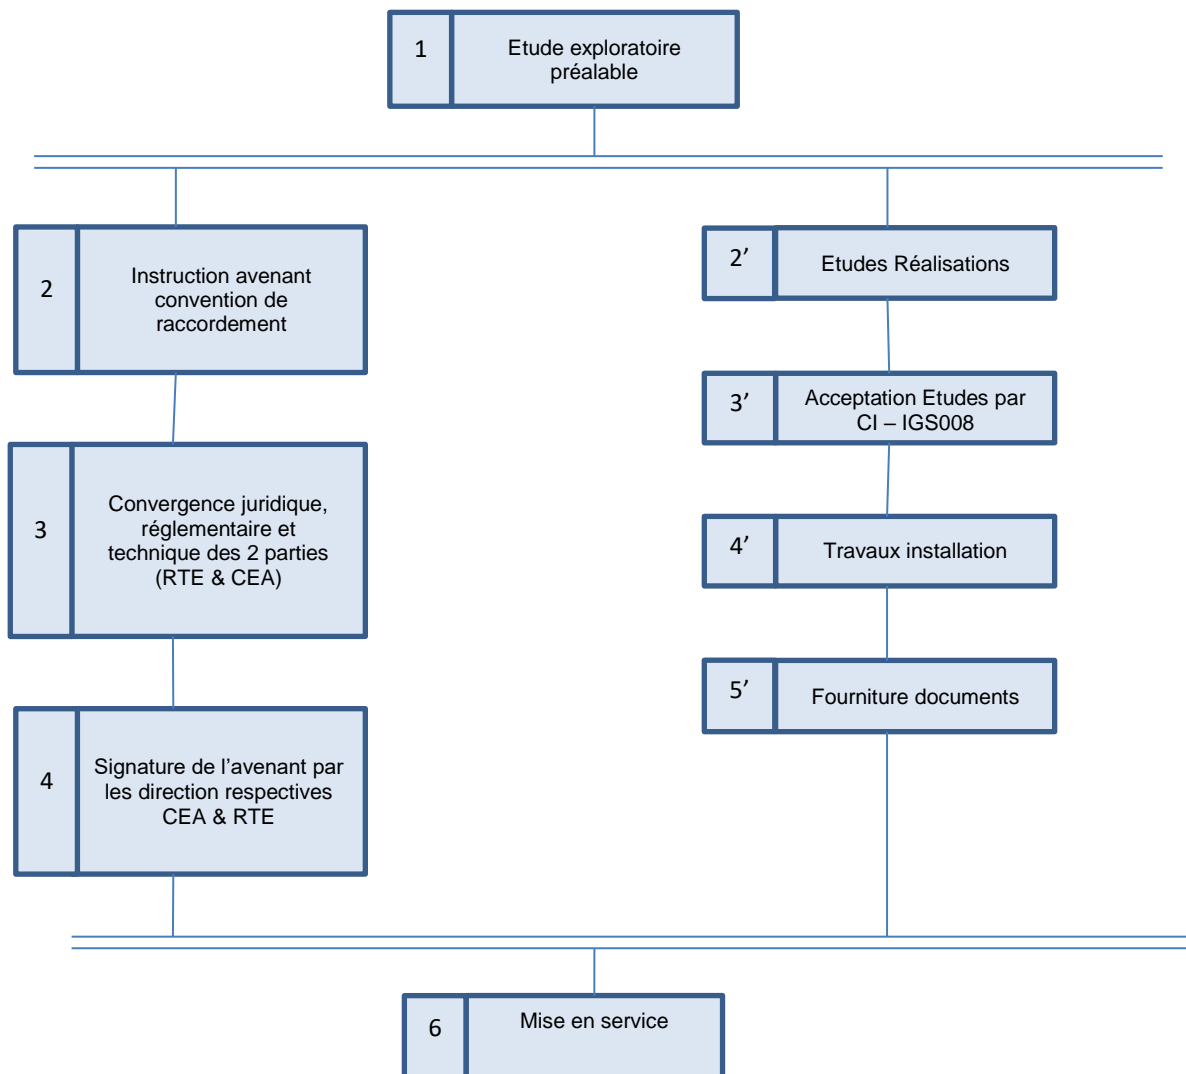 1
Etude exploratoire
préalable
2
Instruction avenant
convention de
raccordement
3
Convergence juridique,
réglementaire et
technique des 2 parties
(RTE & CEA)
4
Signature de l’avenant par
les direction respectives
CEA & RTE
2’
Etudes Réalisations
3’
Acceptation Etudes par
CI – IGS008
4’
Travaux installation
5’
Fourniture documents
6
Mise en service